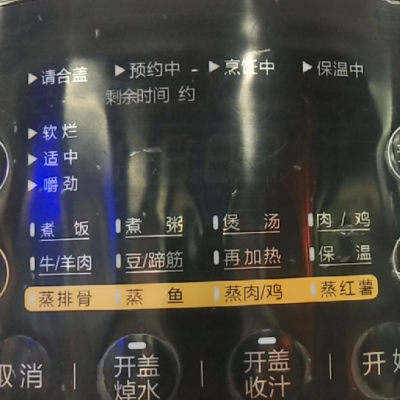 ▶请合盖 ▶预约中 ▶烹饪中 ▶保温中
剩余时间 约
▶软烂
▶适中
▶嚼劲
煮饭 煮粥 煲汤 肉/鸡
牛/羊肉 豆/蹄筋 再加热 保温
蒸排骨 蒸鱼 蒸肉/鸡 蒸红薯
取消 开盖焯水 开盖收汁 开